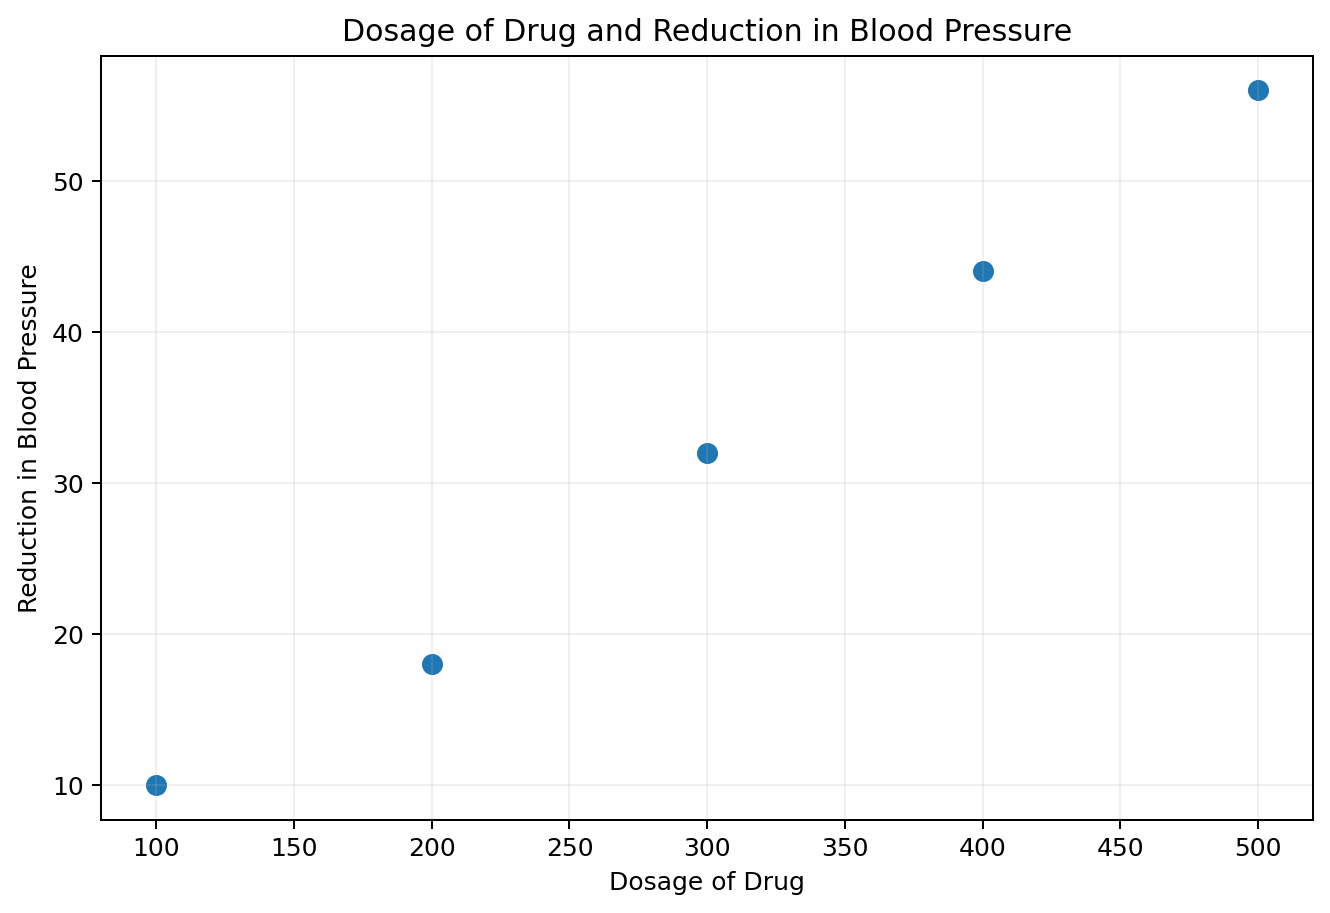 Dosage of Drug and Reduction in Blood Pressure
Reduction in Blood Pressure
50
40
30
20
10
100 150 200 250 300 350 400 450 500
Dosage of Drug